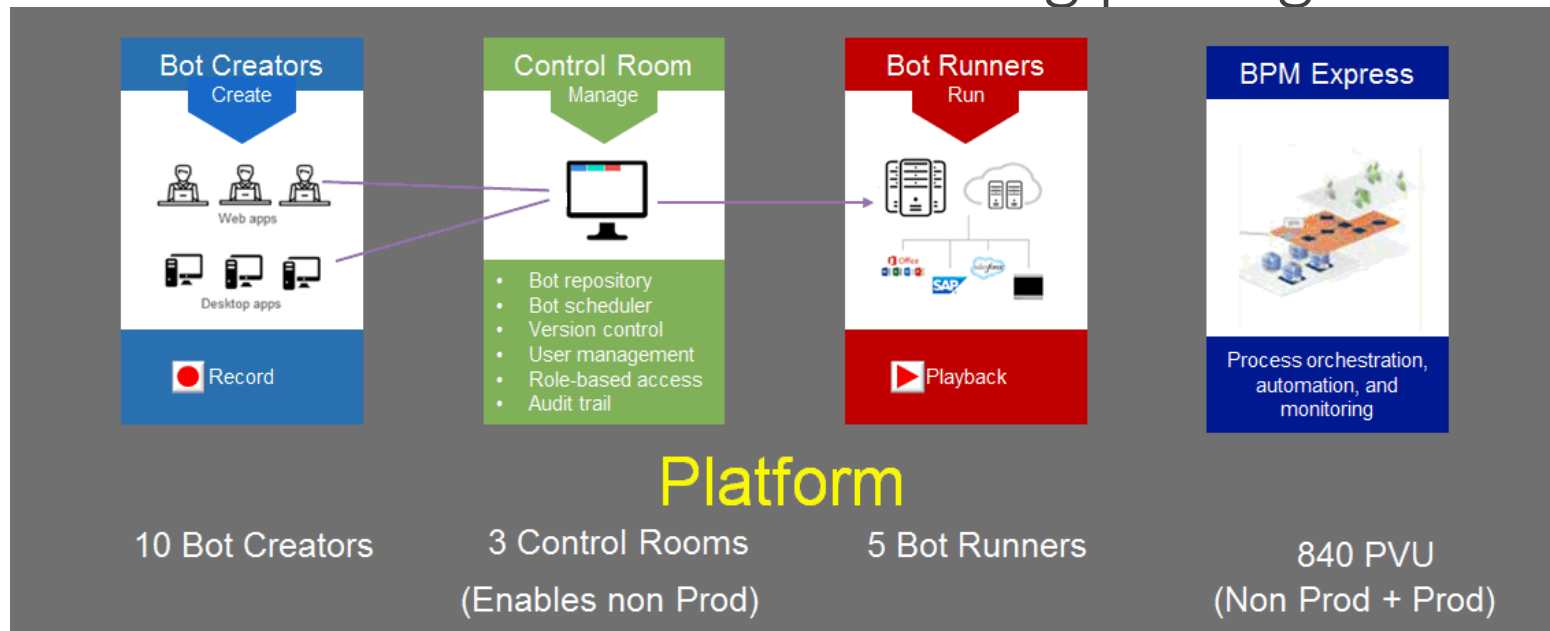 Bot Creators
Create
Web apps
Desktop apps
Record
Control Room
Manage
• Bot repository
• Bot scheduler
• Version control
• User management
• Role-based access
• Audit trail
Bot Runners
Run
Office
SAP
salesforce
Playback
BPM Express
Process orchestration,
automation, and
monitoring
Platform
10 Bot Creators
3 Control Rooms
(Enables non Prod)
5 Bot Runners
840 PVU
(Non Prod + Prod)